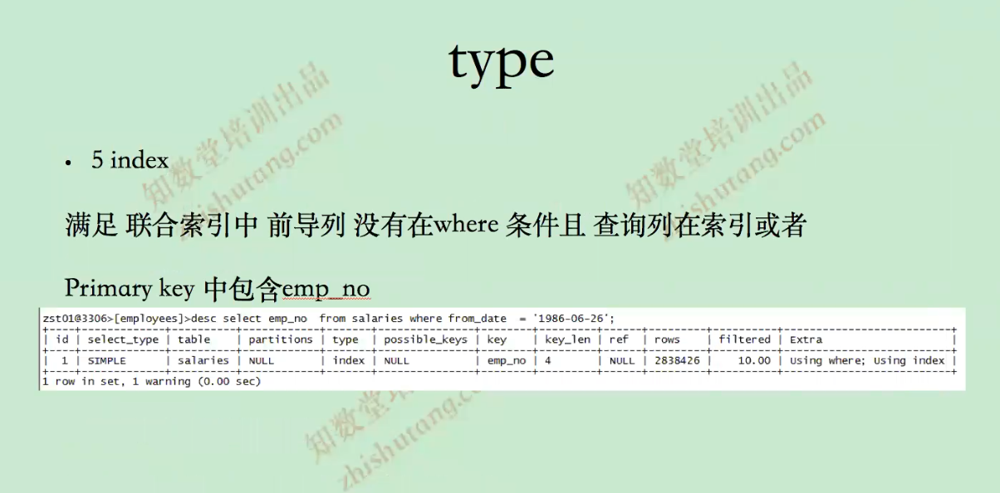 type
• 5 index
满足 联合索引中 前导列 没有在where 条件且 查询列在索引或者
Primary key 中包含emp_no
zst01@3306>[employees]>desc select emp_no  from salaries where from_date  = '1986-06-26';
+----+-------------+----------+------------+-------+---------------+--------+---------+------+---------+----------+--------------------------+
| id | select_type | table    | partitions | type  | possible_keys | key    | key_len | ref  | rows    | filtered | Extra                    |
+----+-------------+----------+------------+-------+---------------+--------+---------+------+---------+----------+--------------------------+
| 1 | SIMPLE      | salaries | NULL       | index | NULL          | emp_no | 4       | NULL | 2838426 |    10.00 | Using where; Using index |
+----+-------------+----------+------------+-------+---------------+--------+---------+------+---------+----------+--------------------------+
1 row in set, 1 warning (0.00 sec)
知数堂培训出品
zhishutang.com
知数堂培训出品
zhishutang.com
知数堂培
zhishutang.c